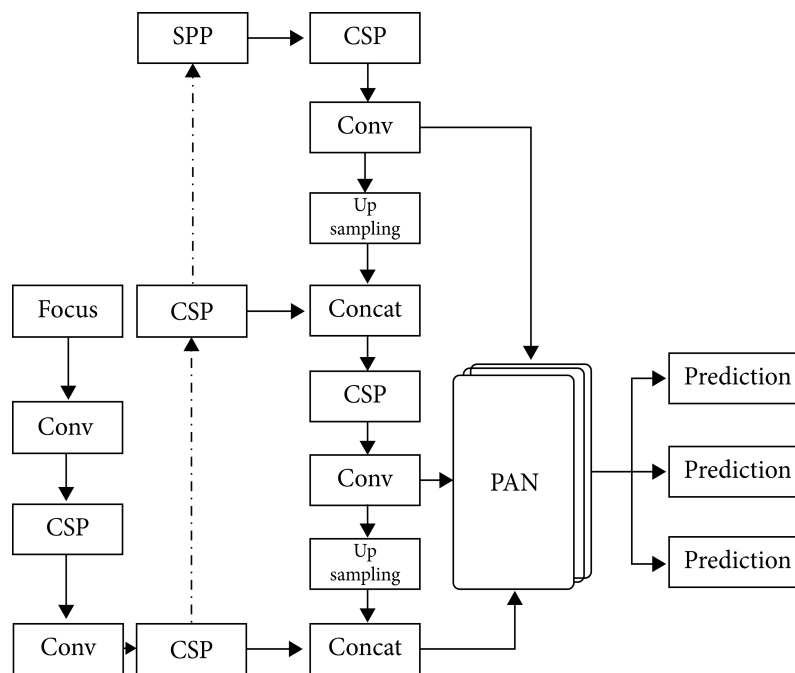 SPP
CSP
Conv
Up
sampling
Focus
CSP
Concat
Conv
CSP
Prediction
CSP
Conv
PAN
Prediction
Up
sampling
Prediction
Conv
CSP
Concat